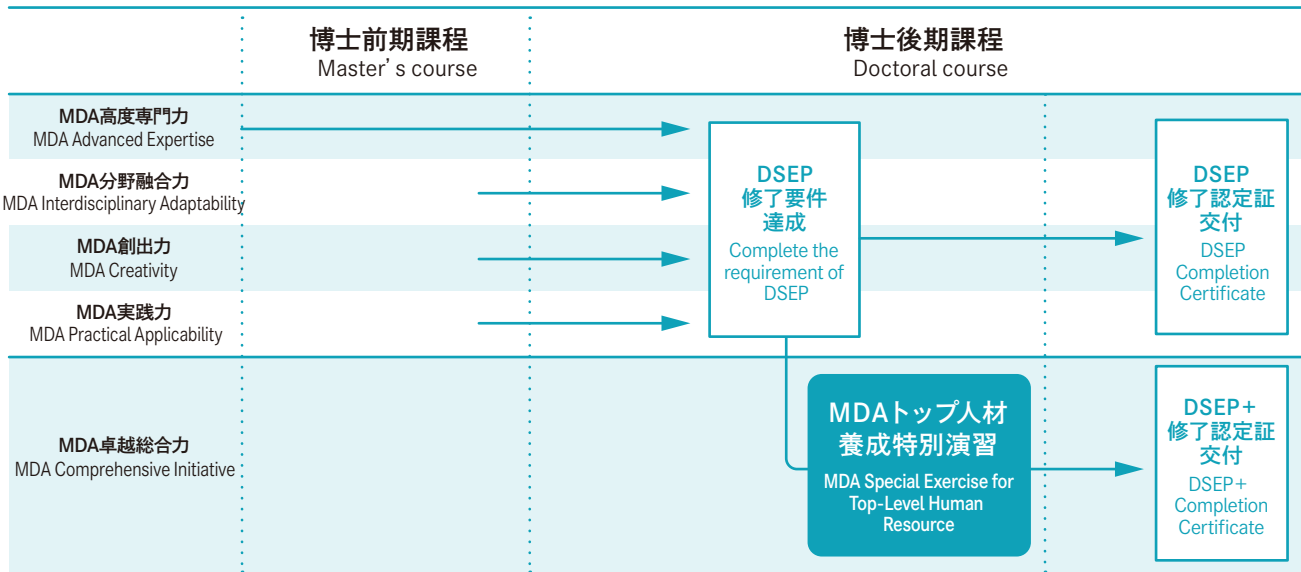 博士前期課程
Master's course
博士後期課程
Doctoral course
MDA高度専門力
MDA Advanced Expertise
MDA分野融合力
MDA Interdisciplinary Adaptability
MDA創出力
MDA Creativity
MDA実践力
MDA Practical Applicability
DSEP
修了要件
達成
Complete the
requirement of
DSEP
DSEP
修了認定証
交付
DSEP
Completion
Certificate
MDA卓越総合力
MDA Comprehensive Initiative
MDAトップ人材
養成特別演習
MDA Special Exercise for
Top-Level Human
Resource
DSEP+
修了認定証
交付
DSEP+
Completion
Certificate